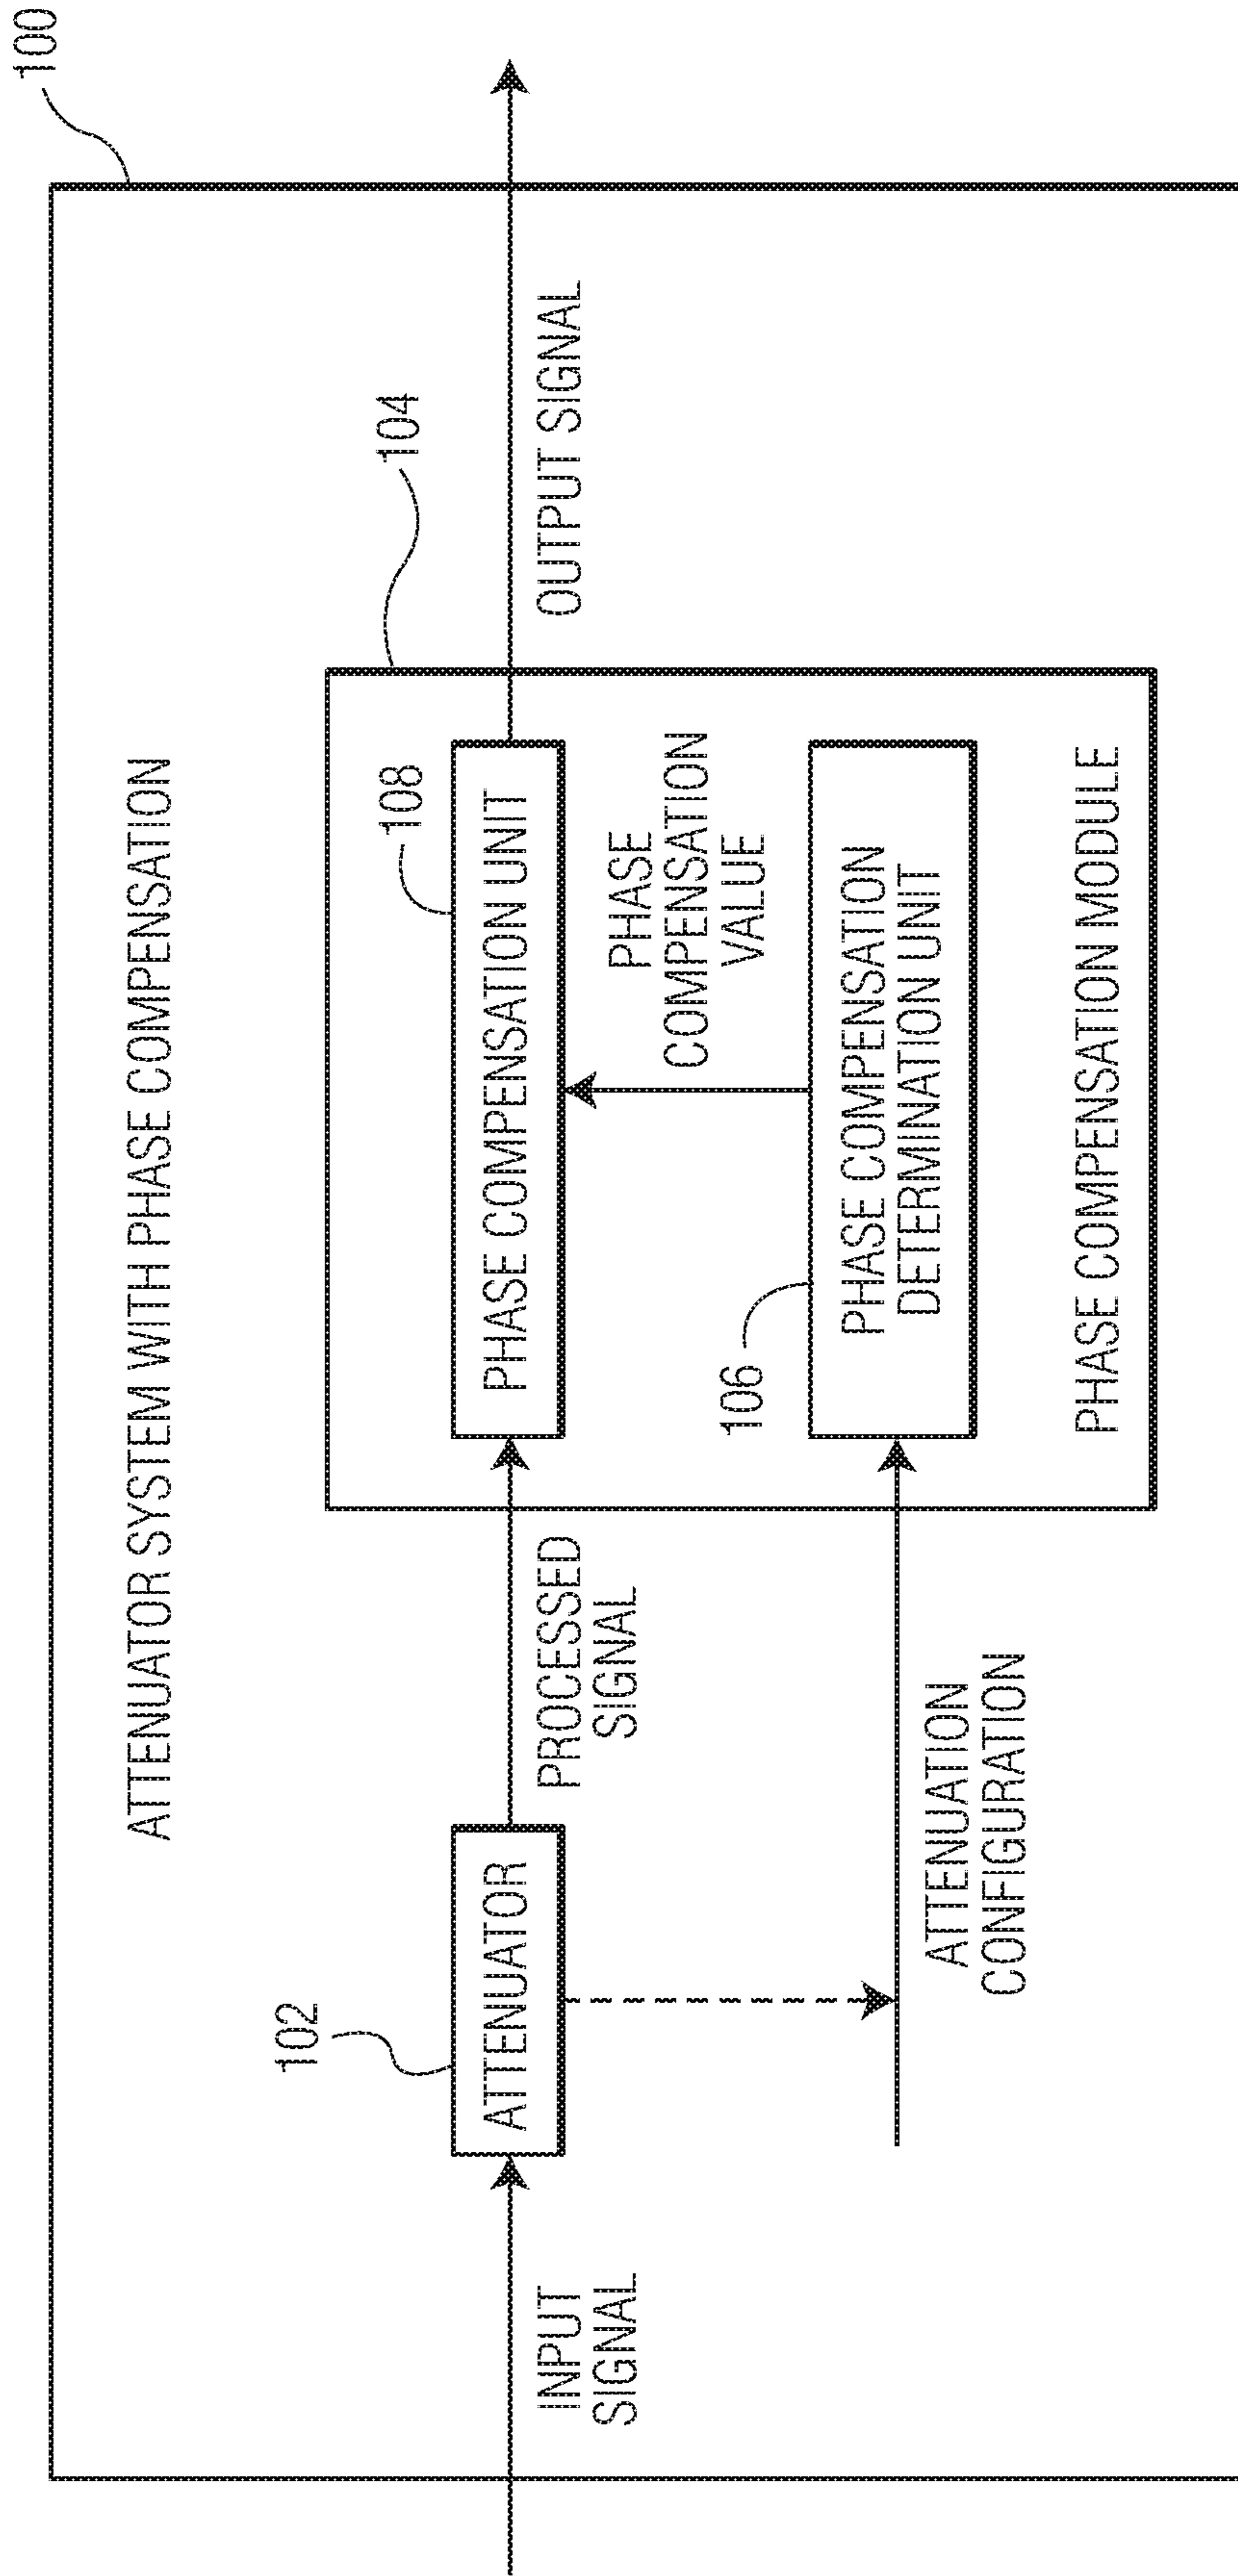 100
ATTENUATOR SYSTEM WITH PHASE COMPENSATION
104
102
108
INPUT
SIGNAL
ATTENUATOR
PROCESSED
SIGNAL
PHASE COMPENSATION UNIT
OUTPUT SIGNAL
PHASE
COMPENSATION
VALUE
106
ATTENUATION
CONFIGURATION
PHASE COMPENSATION
DETERMINATION UNIT
PHASE COMPENSATION MODULE